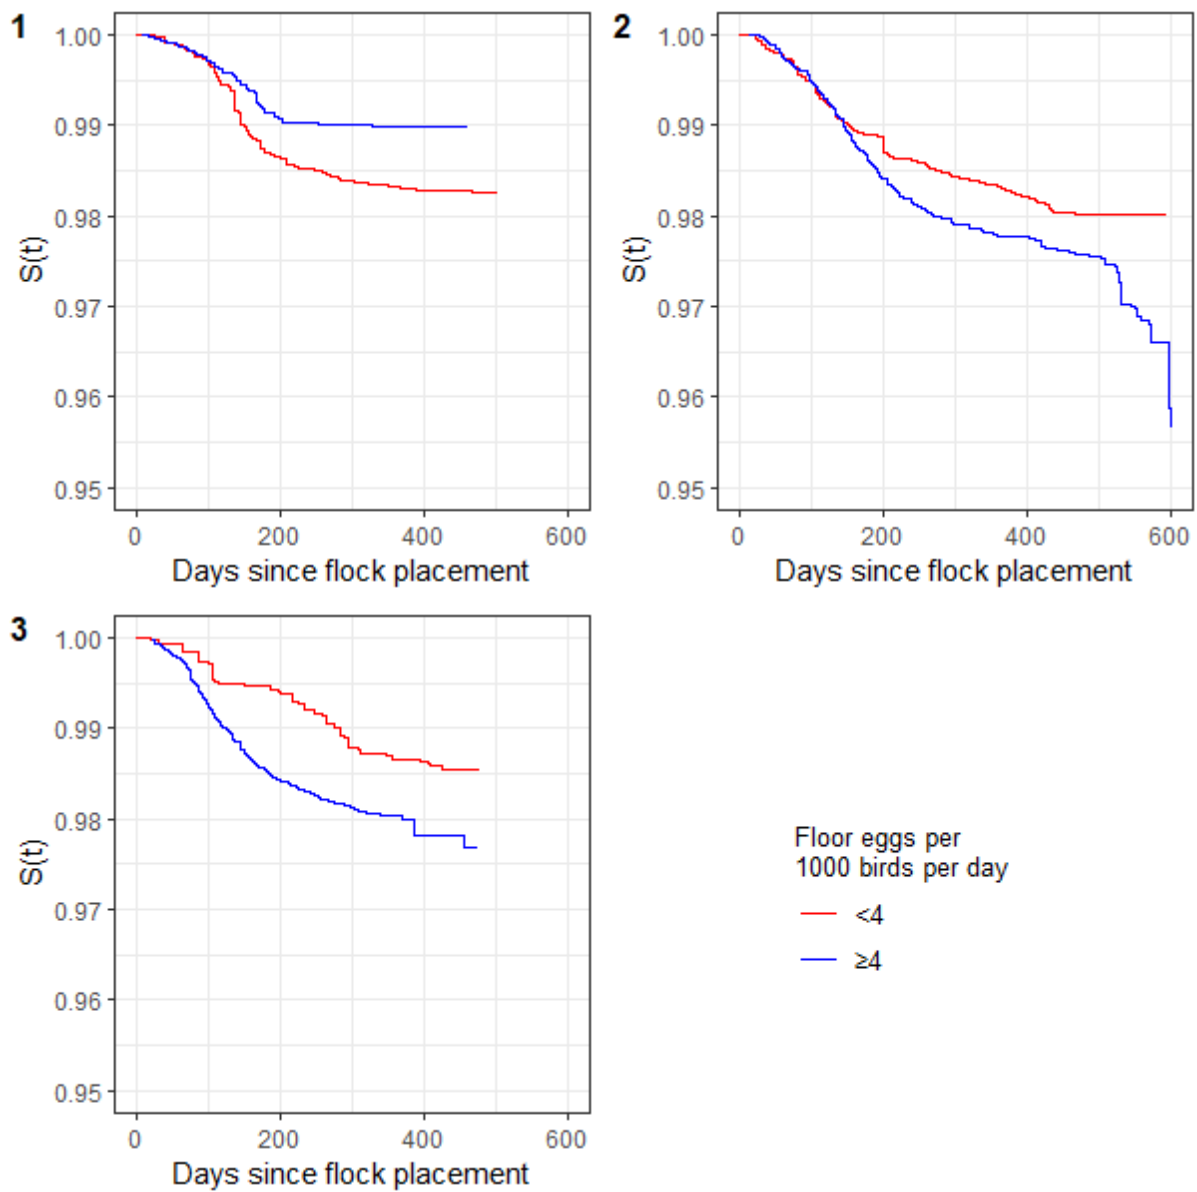 1
1.00
0.99
0.98
0.97
0.96
0.95
S(t)
0 200 400 600
Days since flock placement
2
1.00
0.99
0.98
0.97
0.96
0.95
S(t)
0 200 400 600
Days since flock placement
3
1.00
0.99
0.98
0.97
0.96
0.95
S(t)
0 200 400 600
Days since flock placement
Floor eggs per
1000 birds per day
<4
≥4